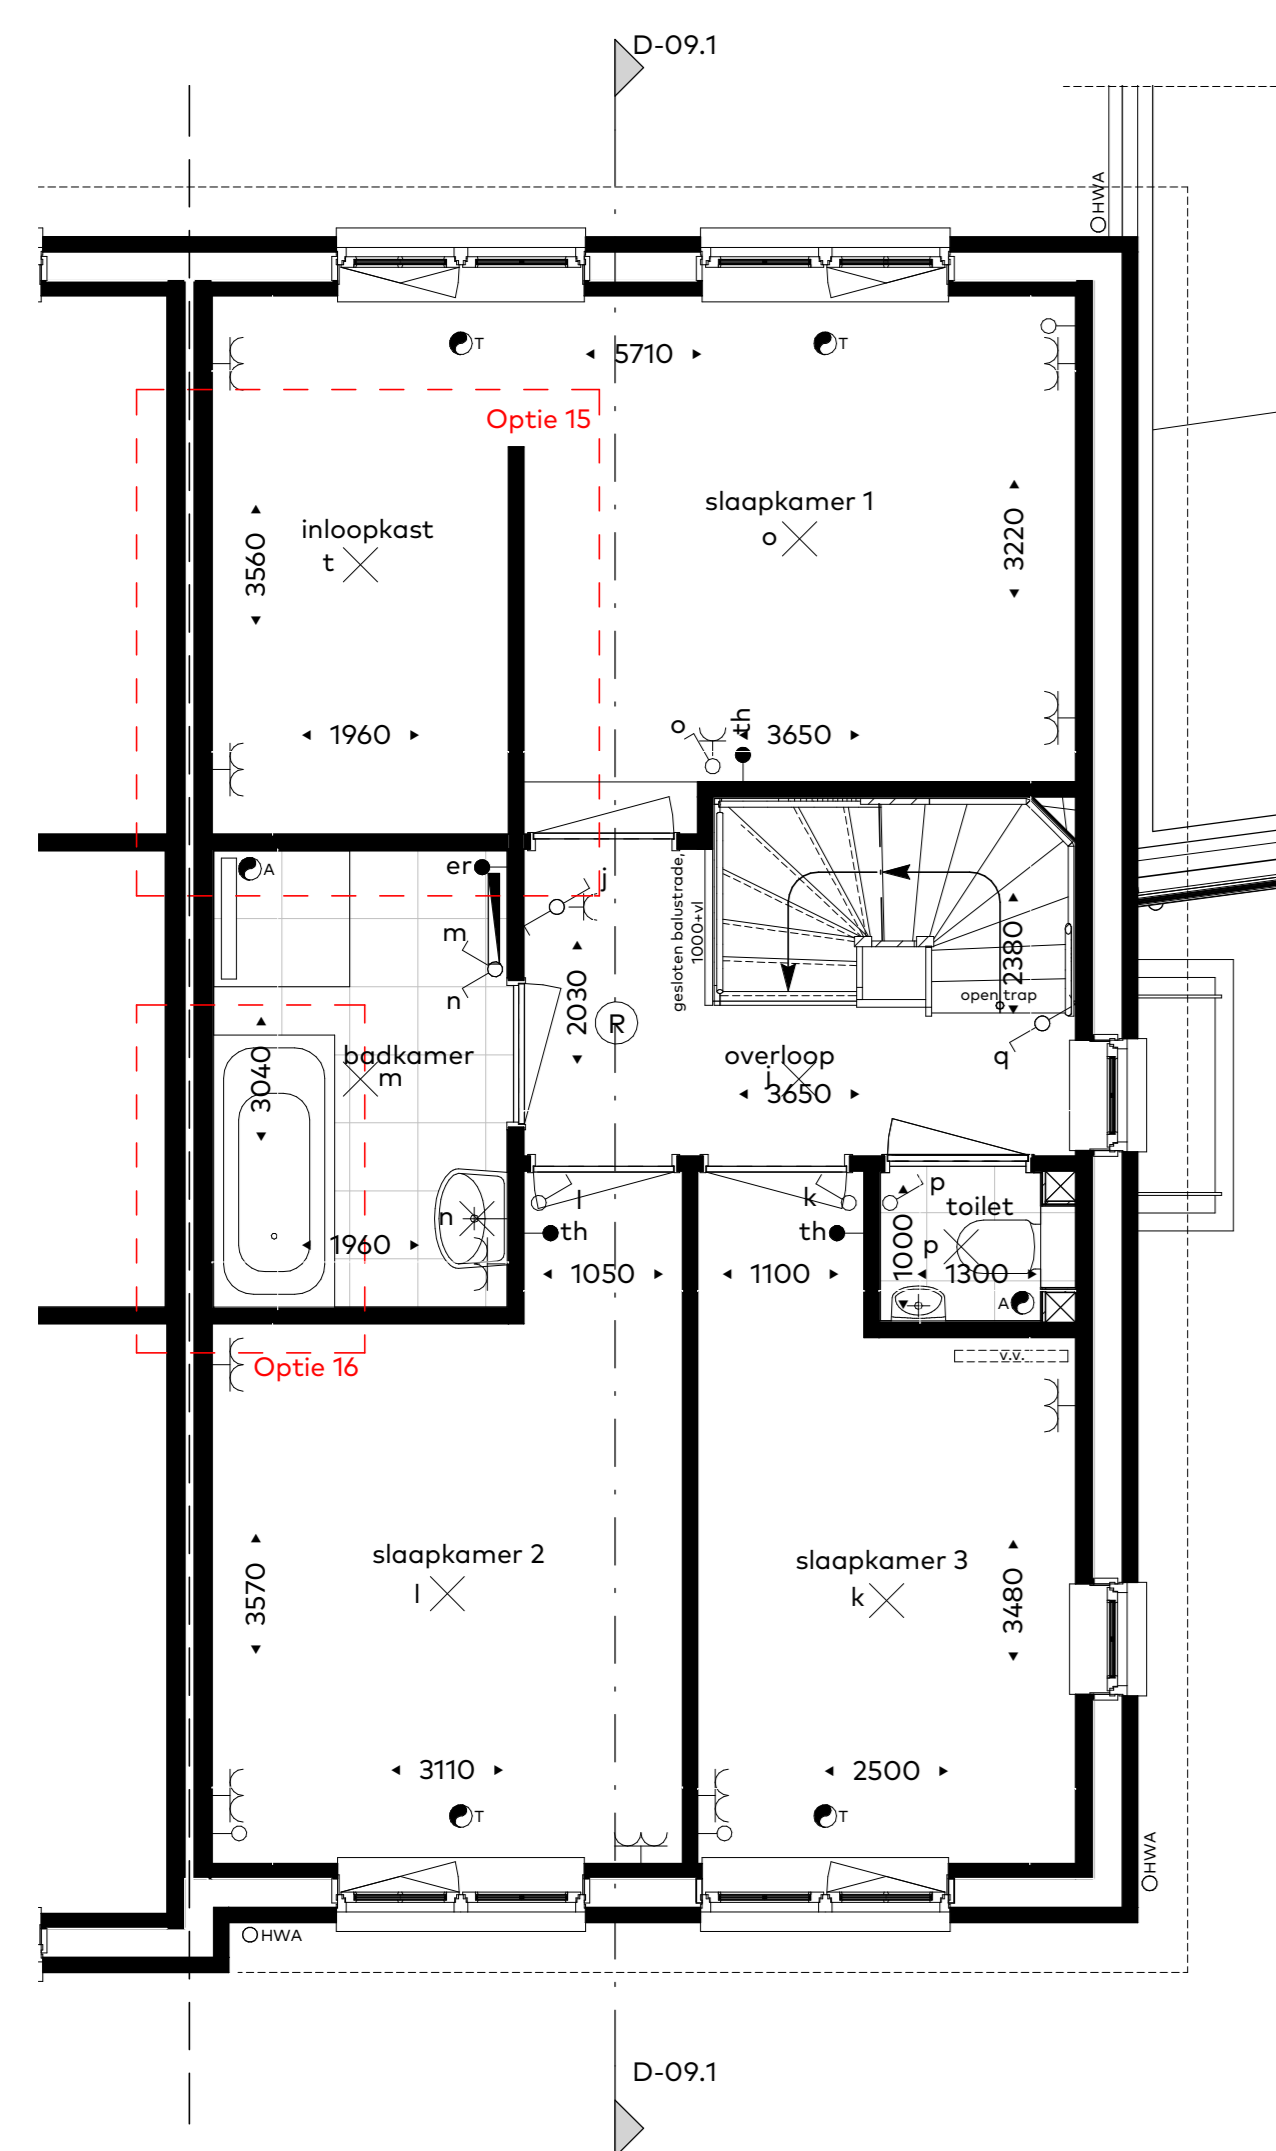 D-09.1
HWA
T
T
5710
Optie 15
slaapkamer 1
o
inloopkast
t
3560
3220
1960
o
th
3650
er
A
j
m
n
gesloten balustrade,
1000+vl
2380
open trap
2030
R
q
badkamer
m
3040
overloop
j
3650
n
1960
l
th
1050
k
th
1100
p
toilet
p
1000
1300
A
v.v.
Optie 16
slaapkamer 2
l
3570
slaapkamer 3
k
3480
3110
2500
T
T
HWA
HWA
D-09.1